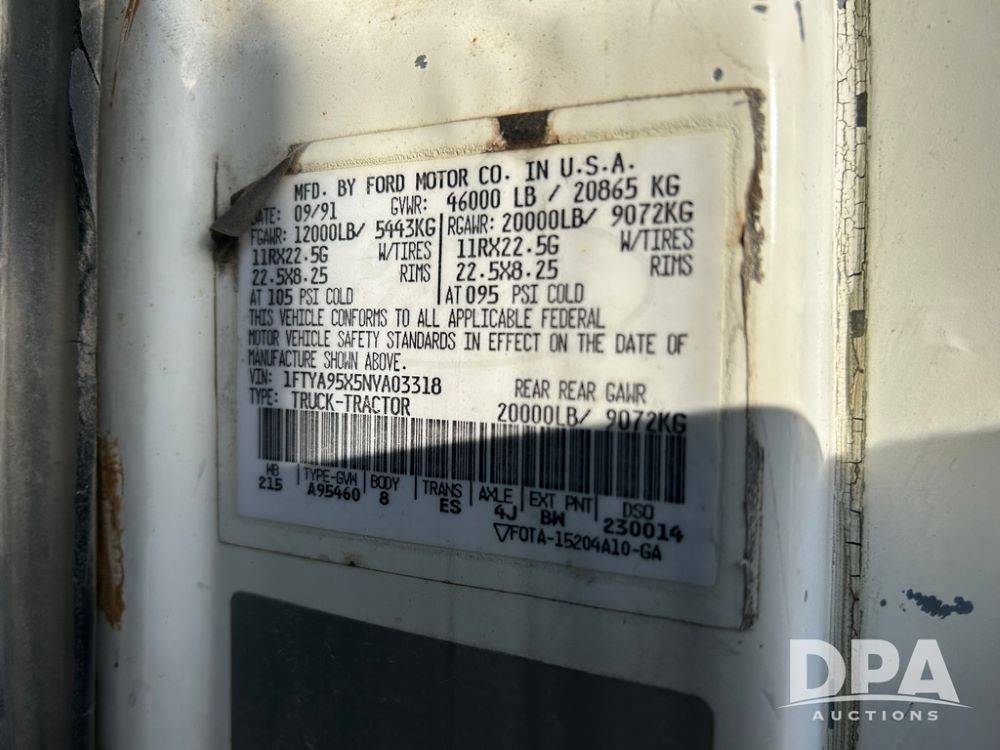 MFD. BY FORD MOTOR CO. IN U.S.A.
DATE: 09/91 GVWR: 46000 LB / 20865 KG
FGAWR: 12000LB/ 5443KG RGAWR: 20000LB/ 9072KG
11RX22.5G W/TIRES 11RX22.5G W/TIRES
22.5X8.25 RIMS 22.5X8.25 RIMS
AT 105 PSI COLD AT 095 PSI COLD
THIS VEHICLE CONFORMS TO ALL APPLICABLE FEDERAL
MOTOR VEHICLE SAFETY STANDARDS IN EFFECT ON THE DATE OF
MANUFACTURE SHOWN ABOVE.
VIN: 1FTYA95X5NVA03318 REAR REAR GAWR
TYPE: TRUCK-TRACTOR 20000LB/ 9072KG
WB TYPE-GVW BODY TRANS AXLE EXT PNT DSO
215 A95460 8 ES 4J BW 230014
▽FOTA-15204A10-GA
DPA
AUCTIONS